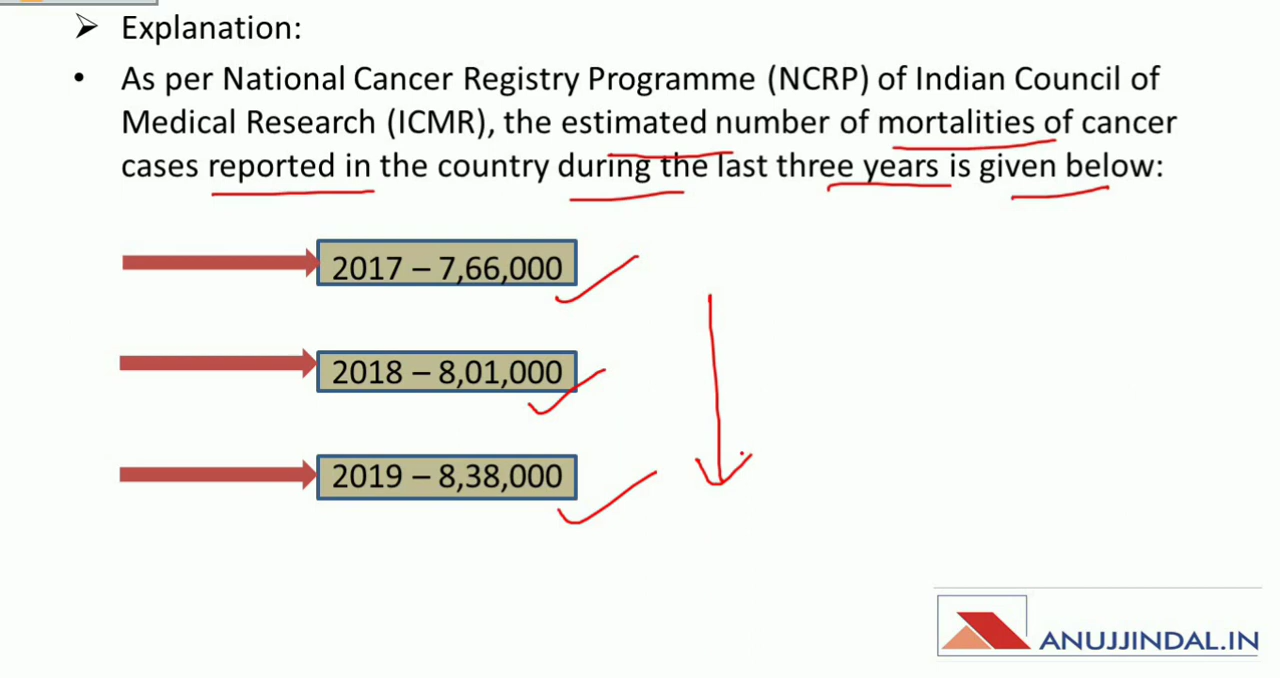 Explanation:
As per National Cancer Registry Programme (NCRP) of Indian Council of
Medical Research (ICMR), the estimated number of mortalities of cancer
cases reported in the country during the last three years is given below:
2017 – 7,66,000
2018 – 8,01,000
2019 – 8,38,000
ANUJJINDAL.IN